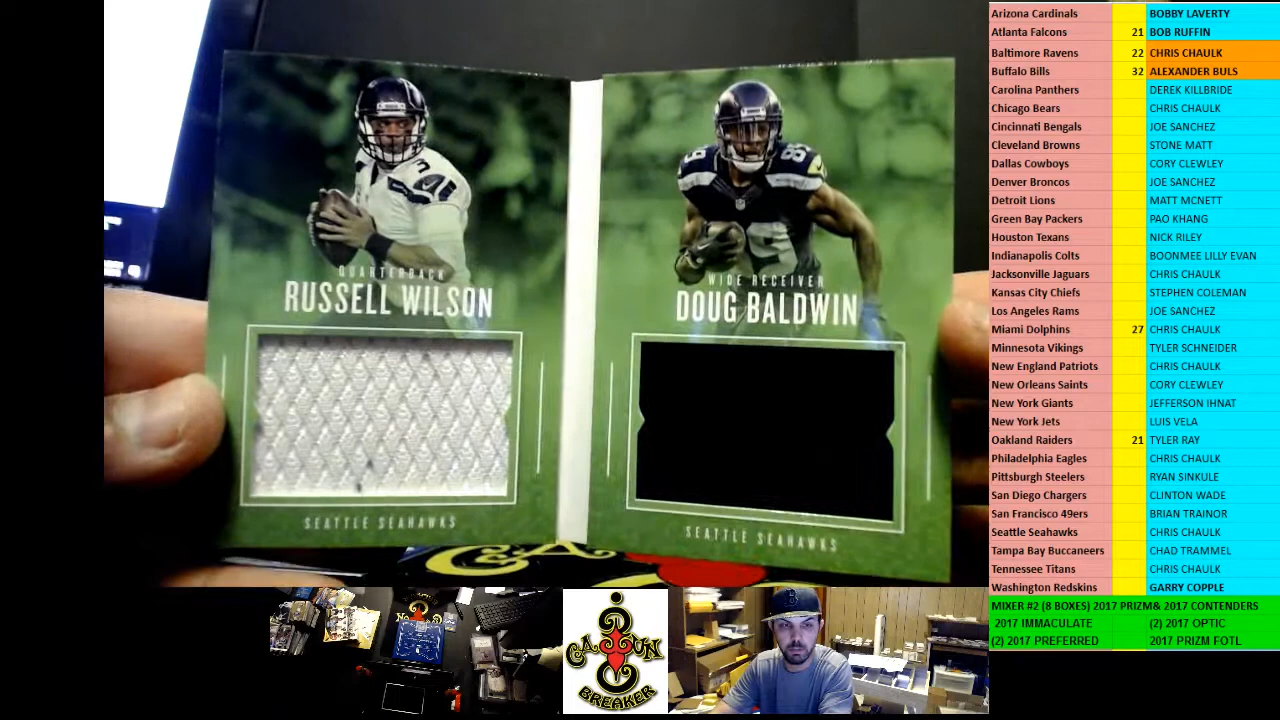 QUARTERBACK
RUSSELL WILSON
SEATTLE SEAHAWKS
3
WIDE RECEIVER
DOUG BALDWIN
SEATTLE SEAHAWKS
89
89
CAJUN
BREAKER
Arizona Cardinals BOBBY LAVERTY
Atlanta Falcons 21 BOB RUFFIN
Baltimore Ravens 22 CHRIS CHAULK
Buffalo Bills 32 ALEXANDER BULS
Carolina Panthers DEREK KILLBRIDE
Chicago Bears CHRIS CHAULK
Cincinnati Bengals JOE SANCHEZ
Cleveland Browns STONE MATT
Dallas Cowboys CORY CLEWLEY
Denver Broncos JOE SANCHEZ
Detroit Lions MATT MCNETT
Green Bay Packers PAO KHANG
Houston Texans NICK RILEY
Indianapolis Colts BOONMEE LILLY EVAN
Jacksonville Jaguars CHRIS CHAULK
Kansas City Chiefs STEPHEN COLEMAN
Los Angeles Rams JOE SANCHEZ
Miami Dolphins 27 CHRIS CHAULK
Minnesota Vikings TYLER SCHNEIDER
New England Patriots CHRIS CHAULK
New Orleans Saints CORY CLEWLEY
New York Giants JEFFERSON IHNAT
New York Jets LUIS VELA
Oakland Raiders 21 TYLER RAY
Philadelphia Eagles CHRIS CHAULK
Pittsburgh Steelers RYAN SINKULE
San Diego Chargers CLINTON WADE
San Francisco 49ers BRIAN TRAINOR
Seattle Seahawks CHRIS CHAULK
Tampa Bay Buccaneers CHAD TRAMMEL
Tennessee Titans CHRIS CHAULK
Washington Redskins GARRY COPPLE
MIXER #2 (8 BOXES) 2017 PRIZM& 2017 CONTENDERS
2017 IMMACULATE (2) 2017 OPTIC
(2) 2017 PREFERRED 2017 PRIZM FOTL